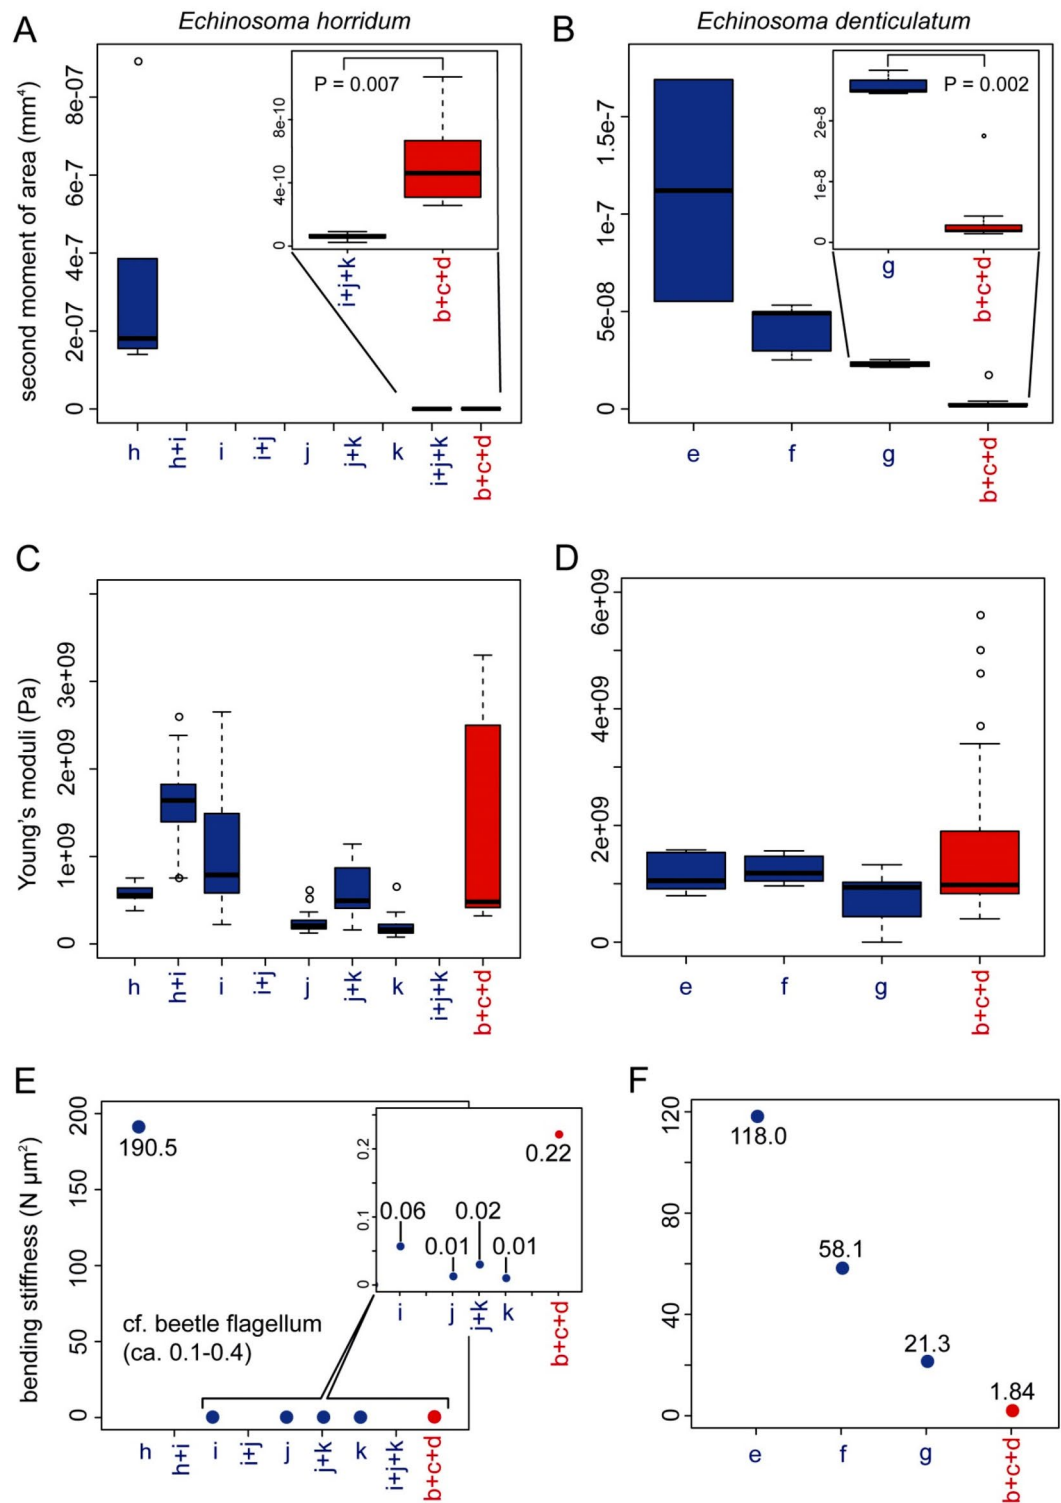 A
Echinosoma horridum
second moment of area (mm⁴)
8e-07
6e-7
4e-7
2e-07
0
P = 0.007
8e-10
4e-10
0
i+j+k
b+c+d
h
h+i
i
i+j
j
j+k
k
i+j+k
b+c+d
B
Echinosoma denticulatum
1.5e-7
1e-7
5e-08
0
P = 0.002
2e-8
1e-8
0
g
b+c+d
e
f
g
b+c+d
C
Young's moduli (Pa)
3e+09
2e+09
1e+09
0
h
h+i
i
i+j
j
j+k
k
i+j+k
b+c+d
D
6e+09
4e+09
2e+09
0
e
f
g
b+c+d
E
bending stiffness (N µm²)
200
150
100
50
0
190.5
cf. beetle flagellum
(ca. 0.1-0.4)
0.2
0.1
0
0.06
0.01
0.02
0.01
0.22
i
j
j+k
k
b+c+d
h
h+i
i
i+j
j
j+k
k
i+j+k
b+c+d
F
120
80
40
0
118.0
58.1
21.3
1.84
e
f
g
b+c+d